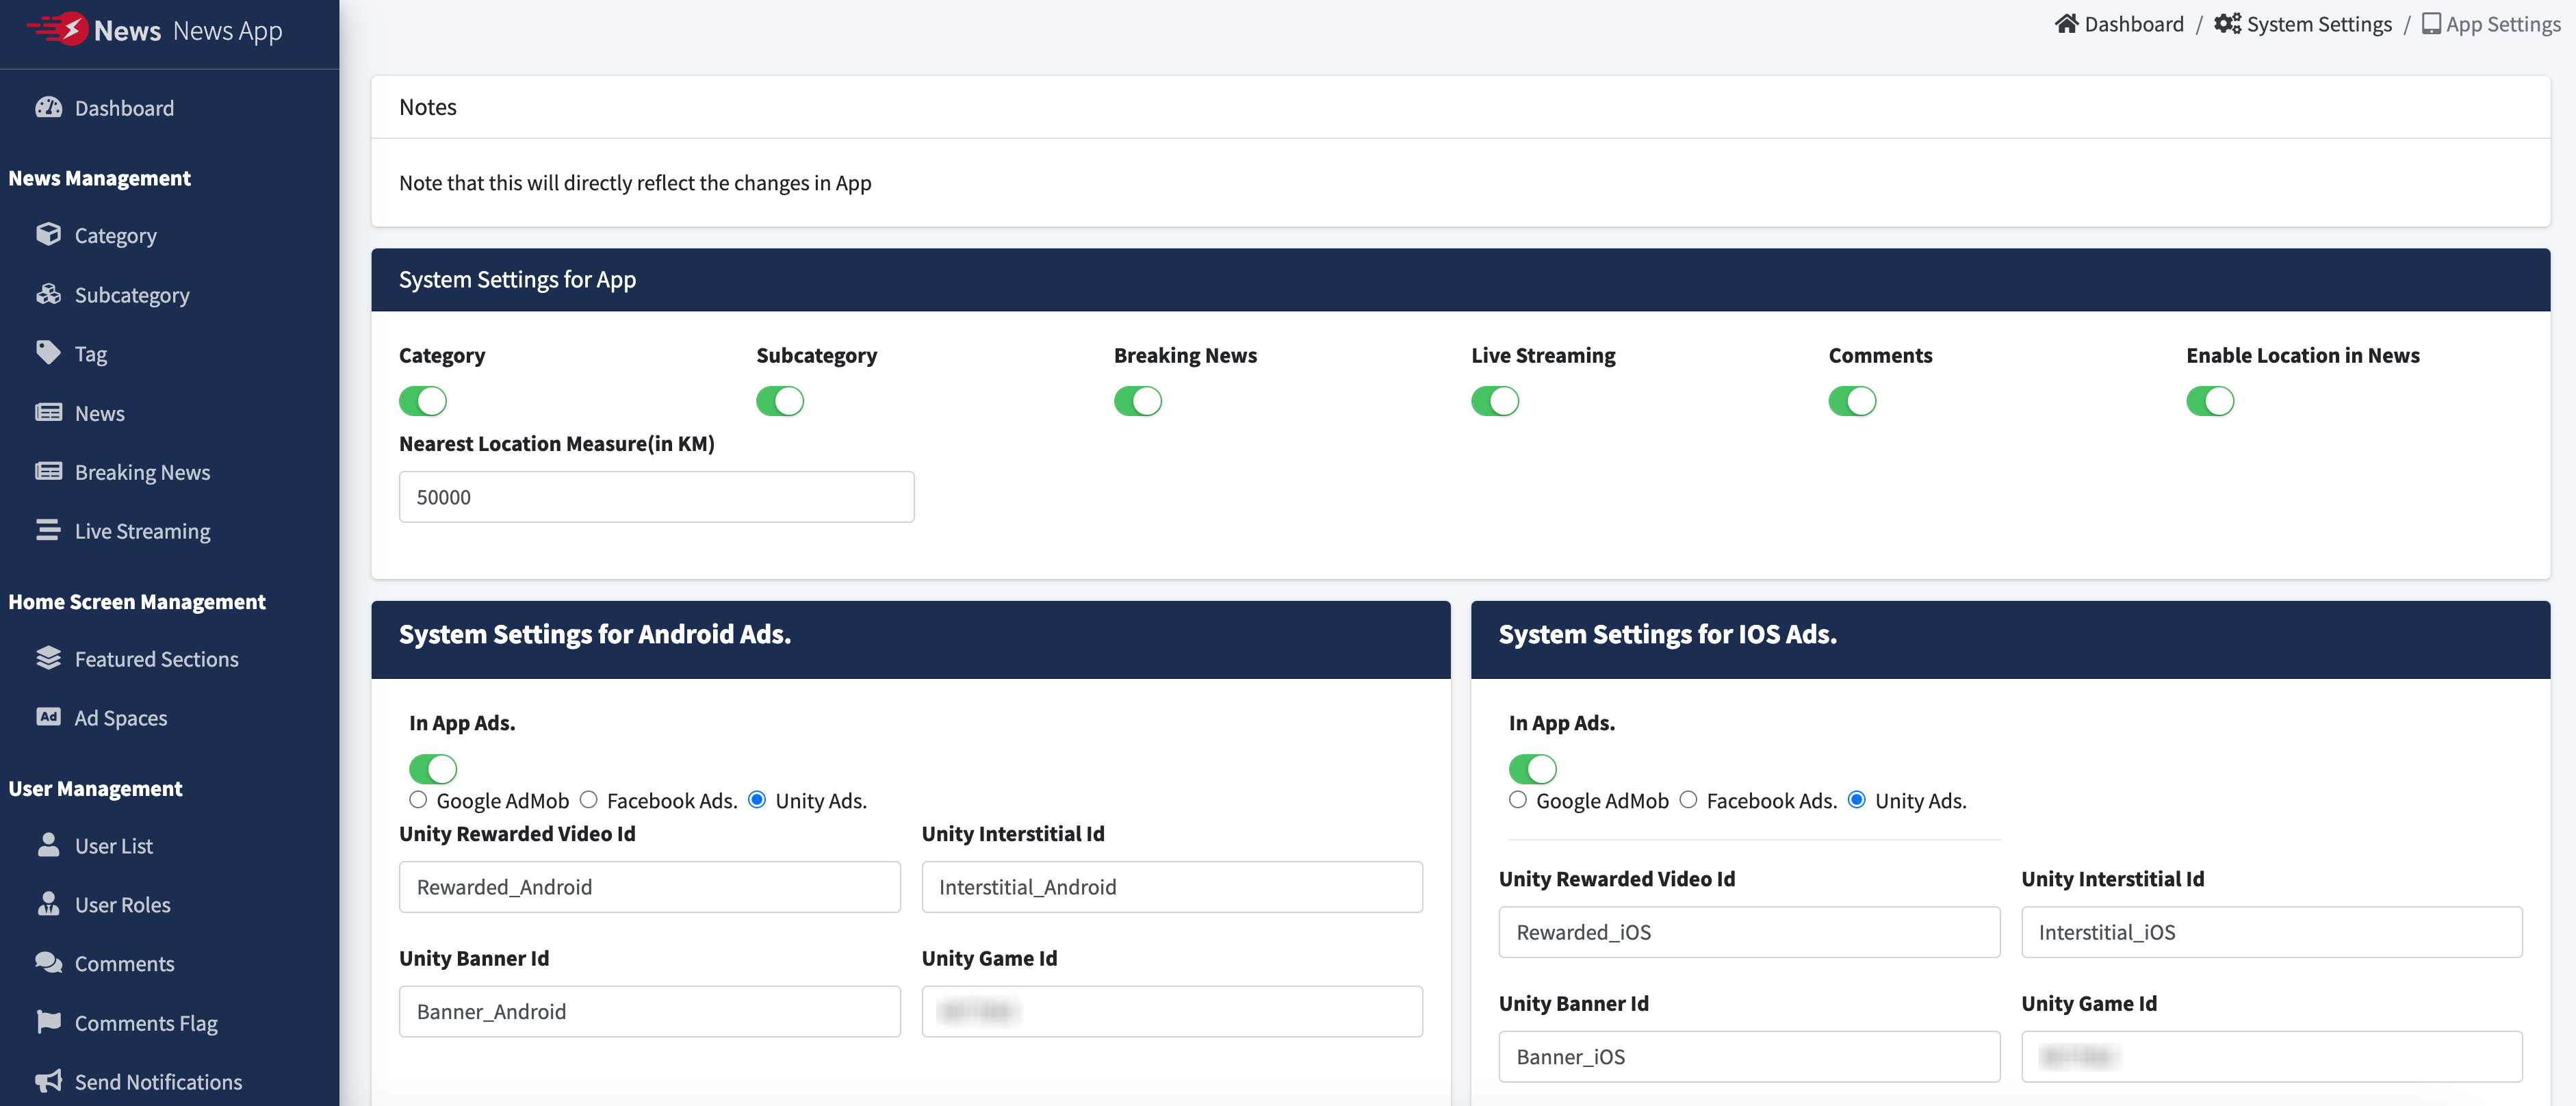 News News App
Dashboard / System Settings / App Settings
Dashboard
News Management
Category
Subcategory
Tag
News
Breaking News
Live Streaming
Home Screen Management
Featured Sections
Ad Ad Spaces
User Management
User List
User Roles
Comments
Comments Flag
Send Notifications
Notes
Note that this will directly reflect the changes in App
System Settings for App
Category Subcategory Breaking News Live Streaming Comments Enable Location in News
Nearest Location Measure(in KM)
50000
System Settings for Android Ads.
In App Ads.
Google AdMob Facebook Ads. Unity Ads.
Unity Rewarded Video Id Unity Interstitial Id
Rewarded_Android Interstitial_Android
Unity Banner Id Unity Game Id
Banner_Android
System Settings for IOS Ads.
In App Ads.
Google AdMob Facebook Ads. Unity Ads.
Unity Rewarded Video Id Unity Interstitial Id
Rewarded_iOS Interstitial_iOS
Unity Banner Id Unity Game Id
Banner_iOS